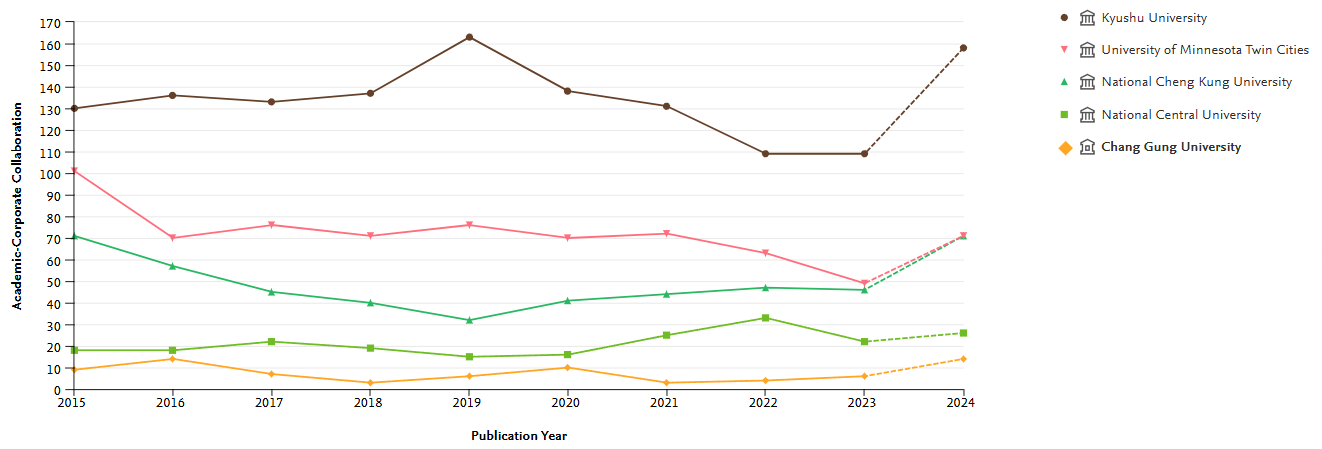 170
160
150
140
130
120
110
100
90
80
70
60
50
40
30
20
10
0
Academic-Corporate Collaboration
2015 2016 2017 2018 2019 2020 2021 2022 2023 2024
Publication Year
Kyushu University
University of Minnesota Twin Cities
National Cheng Kung University
National Central University
Chang Gung University